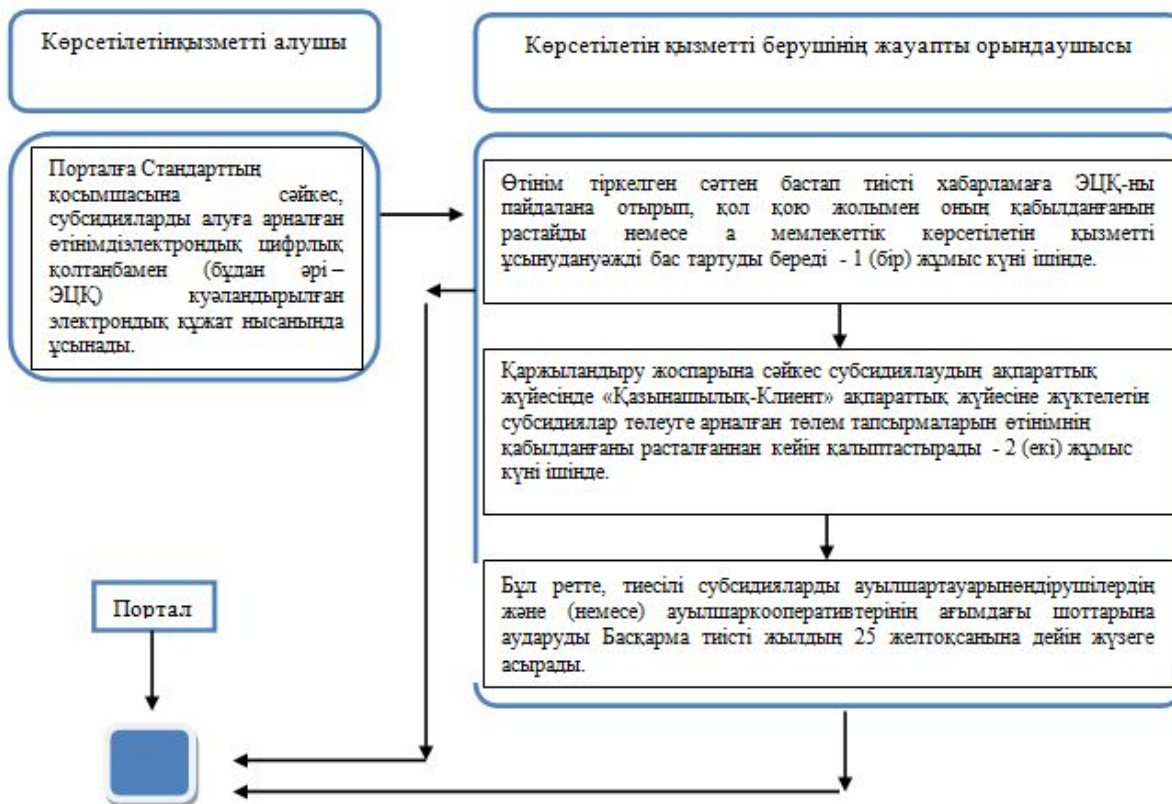 Көрсетілетінқызметті алушы
Көрсетілетін қызметті берушінің жауапты орындаушысы
Порталға Стандарттың
қосымшасына сәйкес,
субсидияларды алуға арналған
өтінімдіэлектрондық цифрлық
қолтаңбамен (бұдан әрі –
ЭЦҚ) куәландырылған
электрондық құжат нысанында
ұсынады.
Өтінім тіркелген сәттен бастап тиісті хабарламаға ЭЦҚ-ны
пайдалана отырып, қол қою жолымен оның қабылданғанын
растайды немесе а мемлекеттік көрсетілетін қызметті
ұсынудануәжді бас тартуды береді - 1 (бір) жұмыс күні ішінде.
Қаржыландыру жоспарына сәйкес субсидиялаудың ақпараттық
жүйесінде «Қазынашылық-Клиент» ақпараттық жүйесіне жүктелетін
субсидиялар төлеуге арналған төлем тапсырмаларын өтінімнің
қабылданғаны расталғаннан кейін қалыптастырады - 2 (екі) жұмыс
күні ішінде.
Бұл ретте, тиесілі субсидияларды ауылшартауарынөндірушілердің
және (немесе) ауылшаркооперативтерінің ағымдағы шоттарына
аударуды Басқарма тиісті жылдың 25 желтоқсанына дейін жүзеге
асырады.
Портал